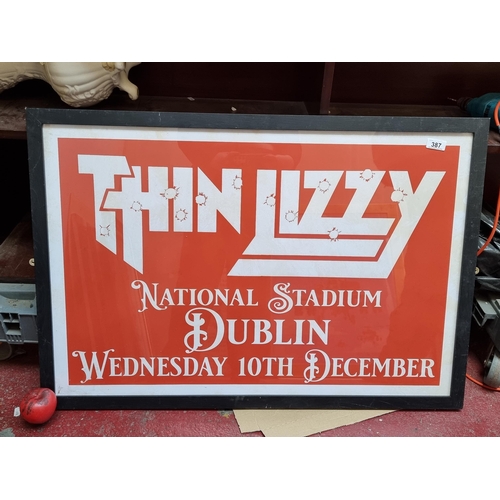 387
THIN LIZZY
NATIONAL STADIUM
DUBLIN
WEDNESDAY 10TH DECEMBER